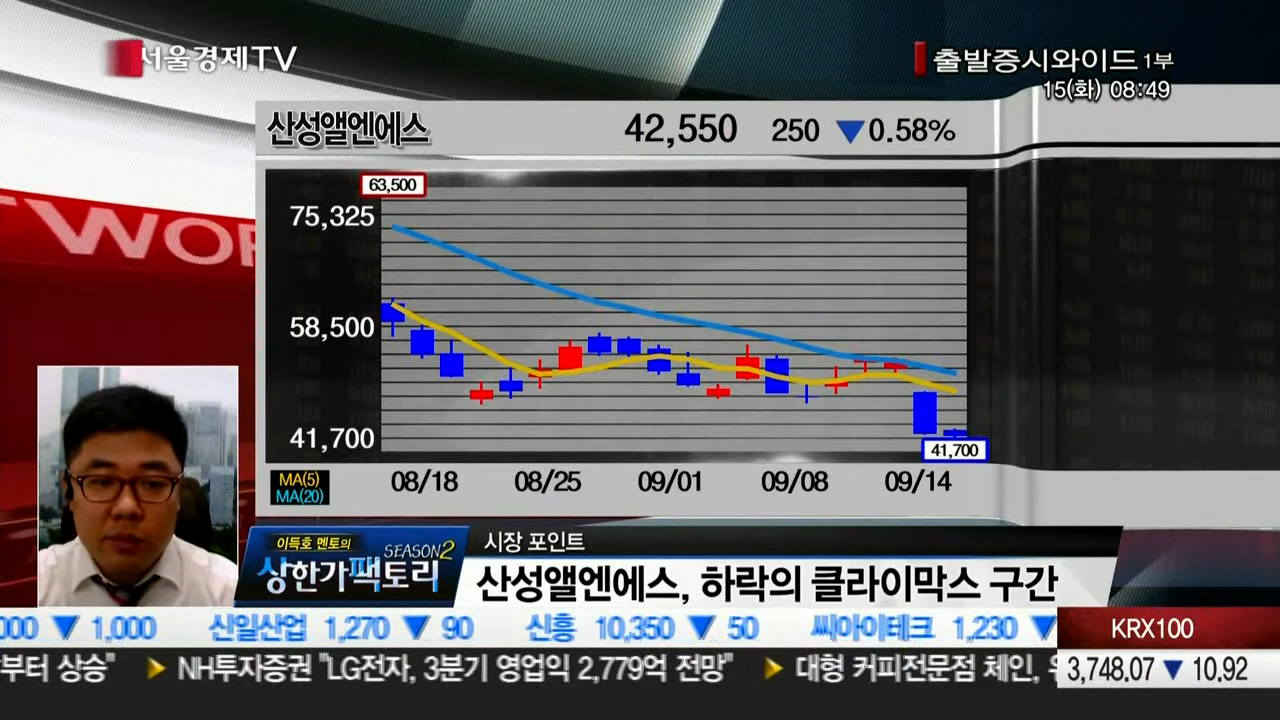 서울경제TV
출발증시와이드 1부
15(화) 08:49
산성앨엔에스 42,550 250 ▼0.58%
63,500
75,325
58,500
41,700
41,700
MA(5)
MA(20)
08/18 08/25 09/01 09/08 09/14
이득호 멘토의
SEASON2
상한가팩토리
시장 포인트
산성앨엔에스, 하락의 클라이막스 구간
000 ▼ 1,000 신일산업 1,270 ▼ 90 신흥 10,350 ▼ 50 씨아이테크 1,230 ▼
KRX100
부터 상승" ▶ NH투자증권 "LG전자, 3분기 영업익 2,779억 전망" ▶ 대형 커피전문점 체인,
3,748.07 ▼ 10.92